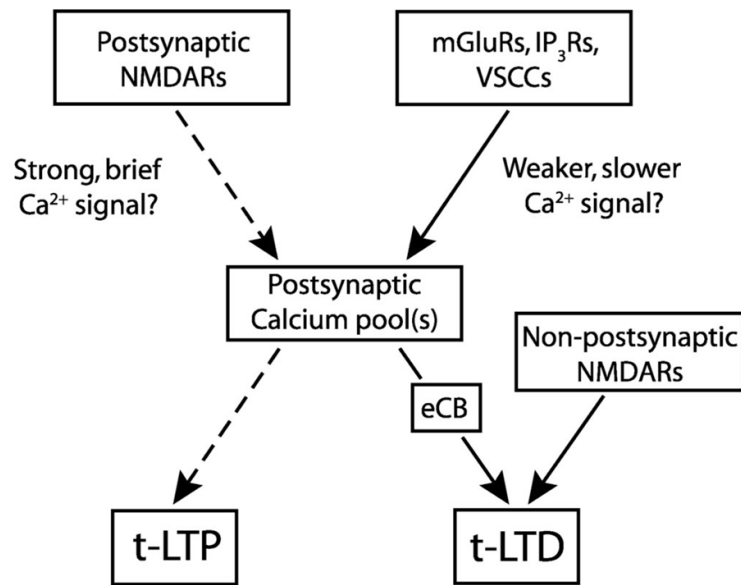 Postsynaptic
NMDARs
mGluRs, IP₃Rs,
VSCCs
Strong, brief
Ca²⁺ signal?
Weaker, slower
Ca²⁺ signal?
Postsynaptic
Calcium pool(s)
Non-postsynaptic
NMDARs
eCB
t-LTP
t-LTD